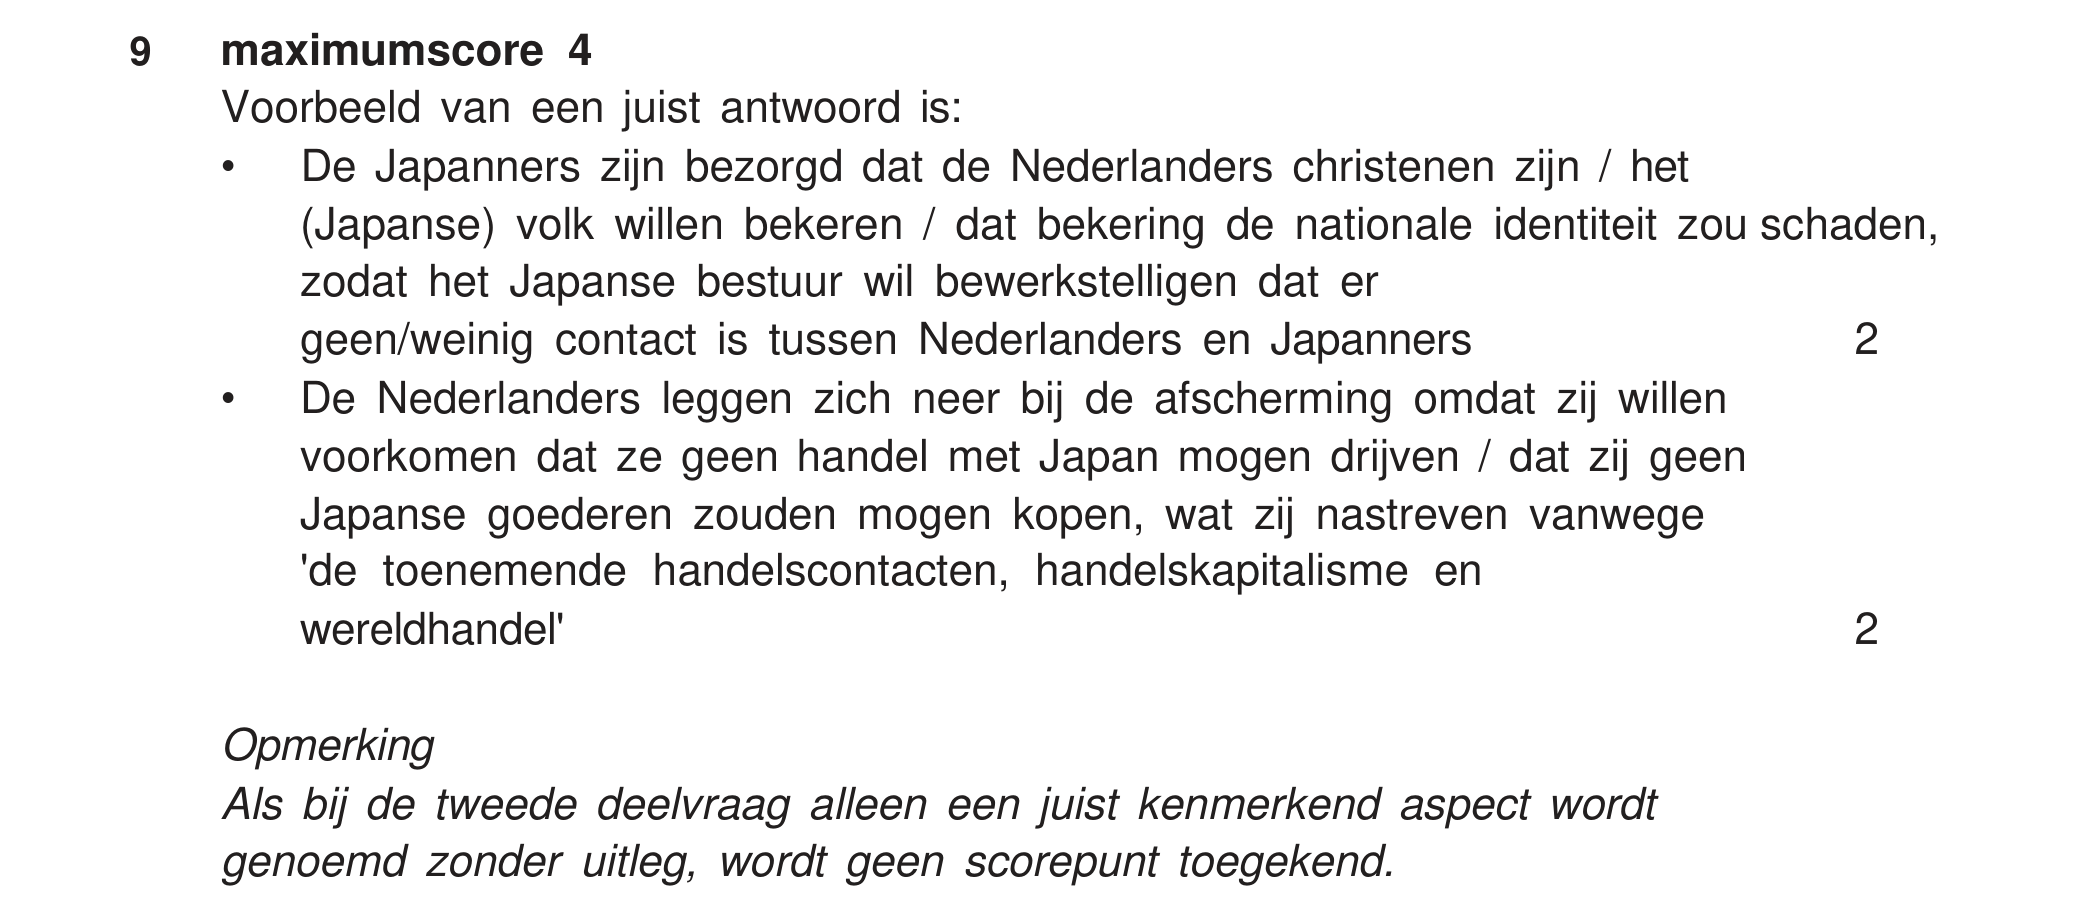 9 maximumscore 4
Voorbeeld van een juist antwoord is:
• De Japanners zijn bezorgd dat de Nederlanders christenen zijn / het
(Japanse) volk willen bekeren / dat bekering de nationale identiteit zou schaden,
zodat het Japanse bestuur wil bewerkstelligen dat er
geen/weinig contact is tussen Nederlanders en Japanners 2
• De Nederlanders leggen zich neer bij de afscherming omdat zij willen
voorkomen dat ze geen handel met Japan mogen drijven / dat zij geen
Japanse goederen zouden mogen kopen, wat zij nastreven vanwege
'de toenemende handelscontacten, handelskapitalisme en
wereldhandel' 2
Opmerking
Als bij de tweede deelvraag alleen een juist kenmerkend aspect wordt
genoemd zonder uitleg, wordt geen scorepunt toegekend.